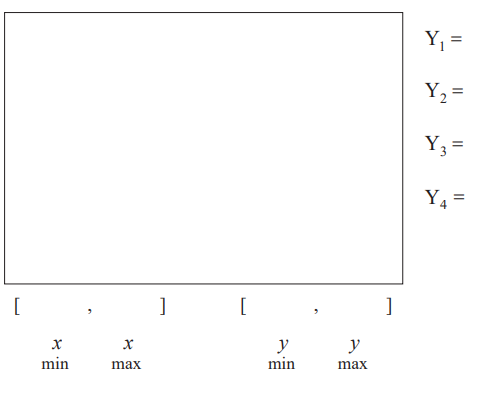 Y₁ =
Y₂ =
Y₃ =
Y₄ =
[ , ] [ , ]
x x y y
min max min max